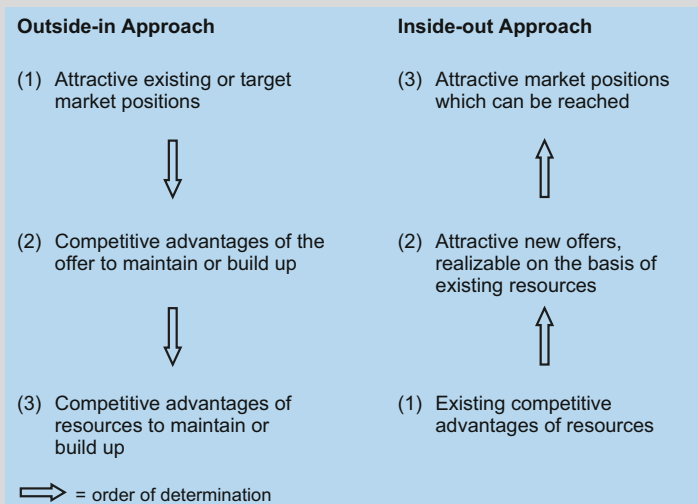 Outside-in Approach
(1) Attractive existing or target
market positions
(2) Competitive advantages of the
offer to maintain or build up
(3) Competitive advantages of
resources to maintain or
build up
= order of determination
Inside-out Approach
(3) Attractive market positions
which can be reached
(2) Attractive new offers,
realizable on the basis of
existing resources
(1) Existing competitive
advantages of resources